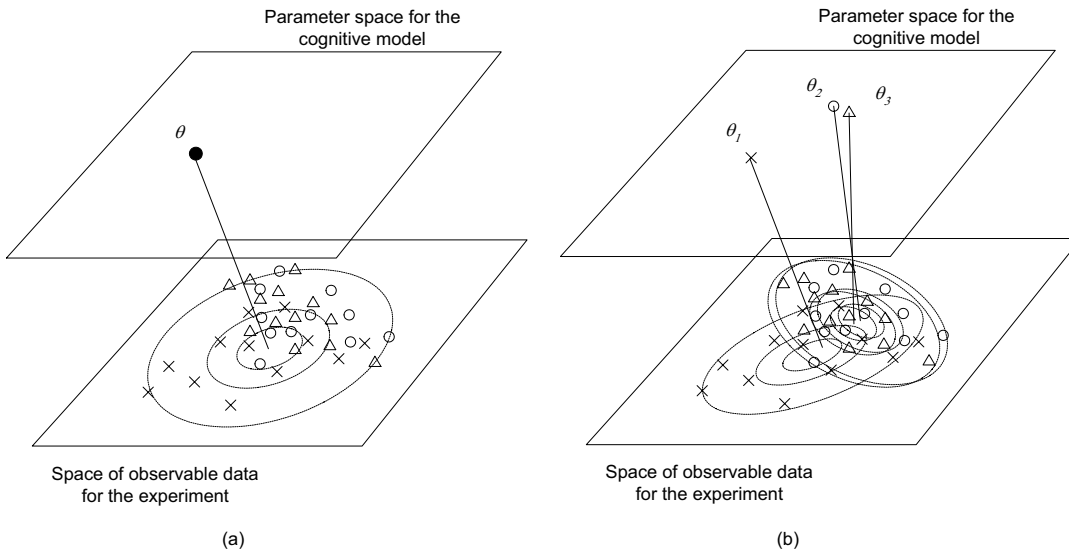 Parameter space for the
cognitive model
θ
Space of observable data
for the experiment
(a)
Parameter space for the
cognitive model
θ2
θ3
θ1
Space of observable data
for the experiment
(b)